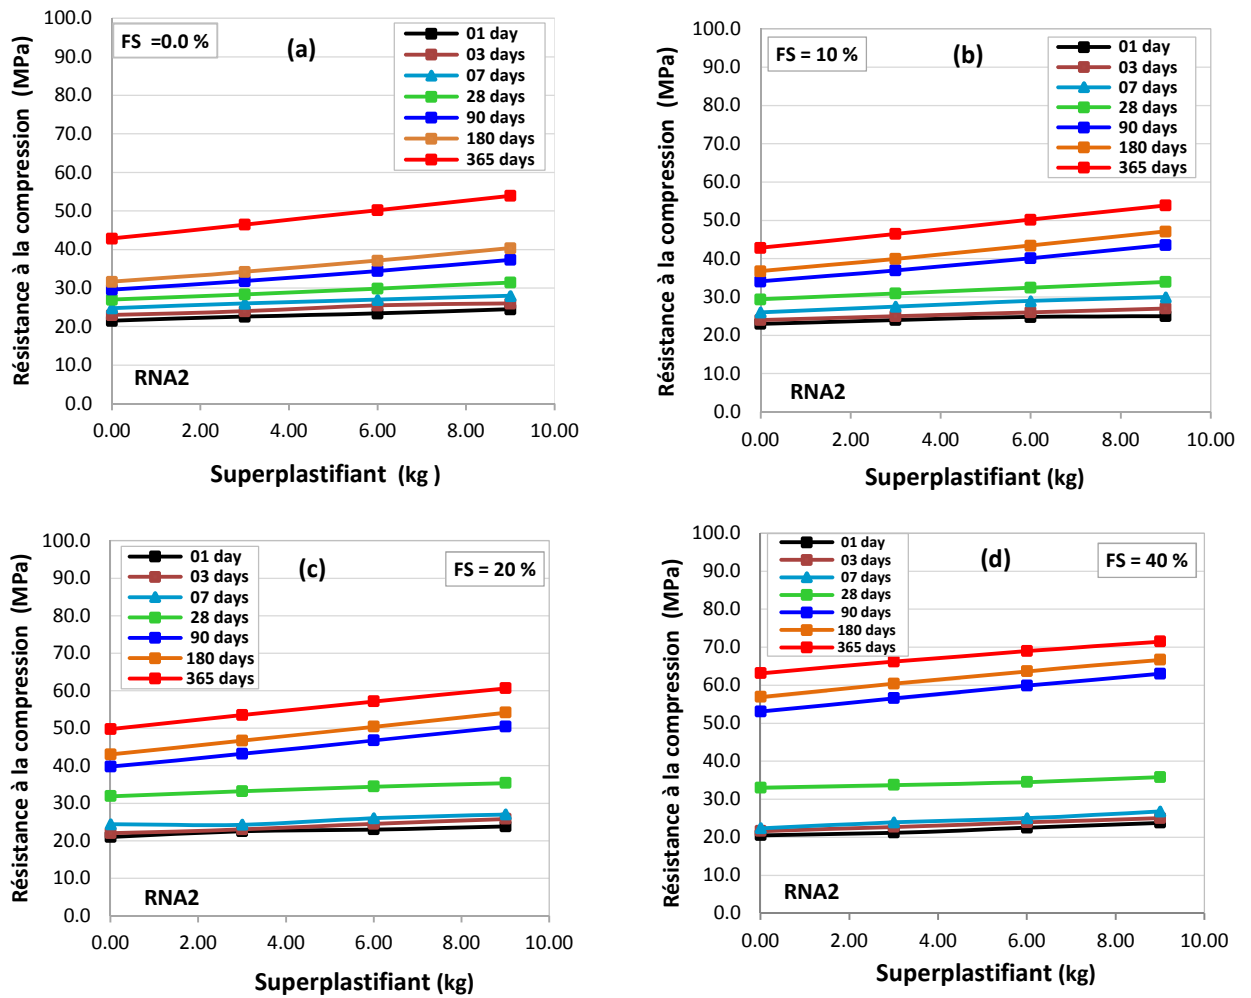 FS =0.0 %
(a)
01 day
03 days
07 days
28 days
90 days
180 days
365 days
Résistance à la compression (MPa)
100.0
90.0
80.0
70.0
60.0
50.0
40.0
30.0
20.0
10.0
0.0
RNA2
0.00 2.00 4.00 6.00 8.00 10.00
Superplastifiant (kg )
FS = 10 %
(b)
01 day
03 days
07 days
28 days
90 days
180 days
365 days
Résistance à la compression (MPa)
100.0
90.0
80.0
70.0
60.0
50.0
40.0
30.0
20.0
10.0
0.0
RNA2
0.00 2.00 4.00 6.00 8.00 10.00
Superplastifiant (kg)
01 day
03 days
07 days
28 days
90 days
180 days
365 days
(c)
FS = 20 %
Résistance à la compression (MPa)
100.0
90.0
80.0
70.0
60.0
50.0
40.0
30.0
20.0
10.0
0.0
RNA2
0.00 2.00 4.00 6.00 8.00 10.00
Superplastifiant (kg)
01 day
03 days
07 days
28 days
90 days
180 days
365 days
(d)
FS = 40 %
Résistance à la compression (MPa)
100.0
90.0
80.0
70.0
60.0
50.0
40.0
30.0
20.0
10.0
0.0
RNA2
0.00 2.00 4.00 6.00 8.00 10.00
Superplastifiant (kg)